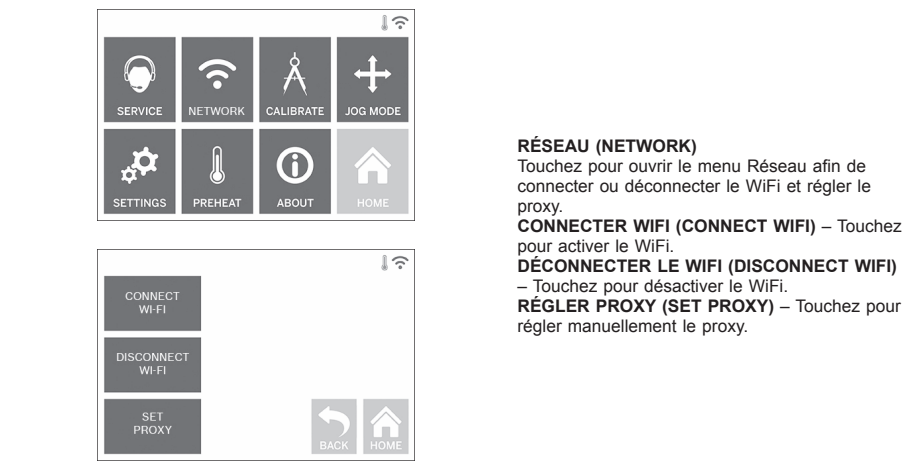 SERVICE
NETWORK
CALIBRATE
JOG MODE
SETTINGS
PREHEAT
ABOUT
HOME
CONNECT
WI-FI
DISCONNECT
WI-FI
SET
PROXY
BACK
HOME
RÉSEAU (NETWORK)
Touchez pour ouvrir le menu Réseau afin de
connecter ou déconnecter le WiFi et régler le
proxy.
CONNECTER WIFI (CONNECT WIFI) – Touchez
pour activer le WiFi.
DÉCONNECTER LE WIFI (DISCONNECT WIFI)
– Touchez pour désactiver le WiFi.
RÉGLER PROXY (SET PROXY) – Touchez pour
régler manuellement le proxy.